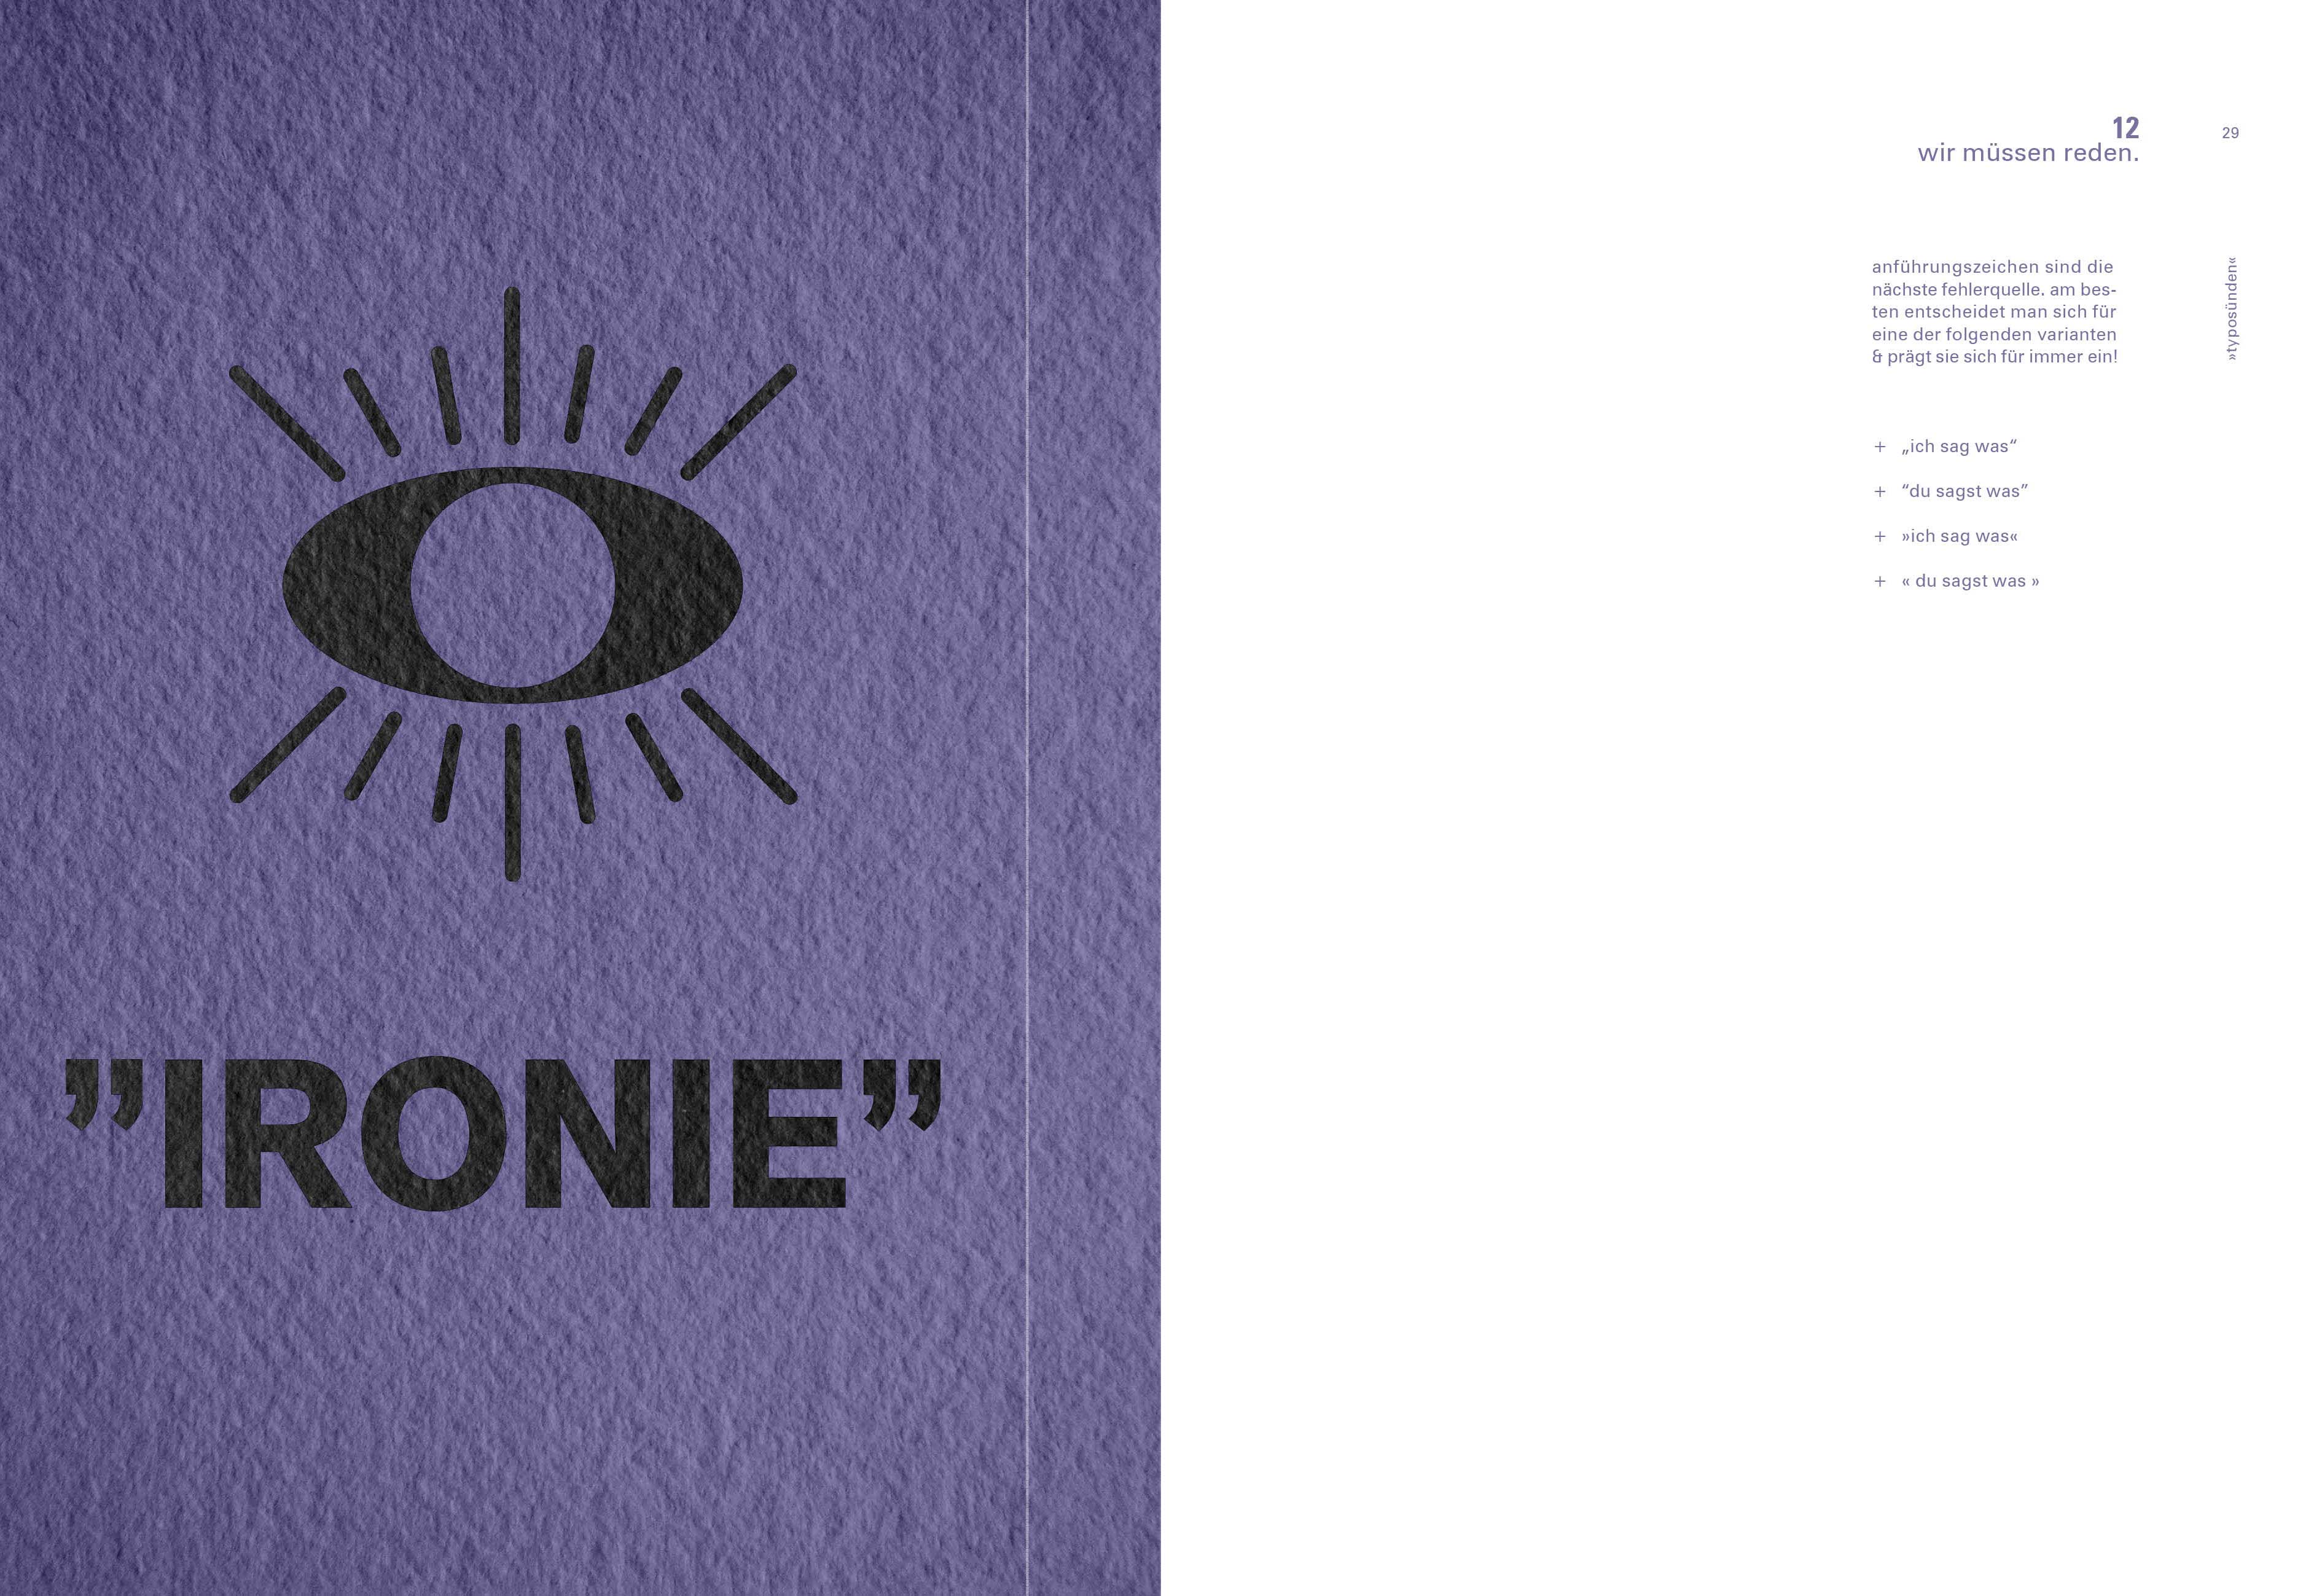 ”IRONIE”
12
wir müssen reden.
29
anführungszeichen sind die
nächste fehlerquelle. am bes-
ten entscheidet man sich für
eine der folgenden varianten
& prägt sie sich für immer ein!
»typosünden«
+ „ich sag was“
+ “du sagst was”
+ »ich sag was«
+ « du sagst was »